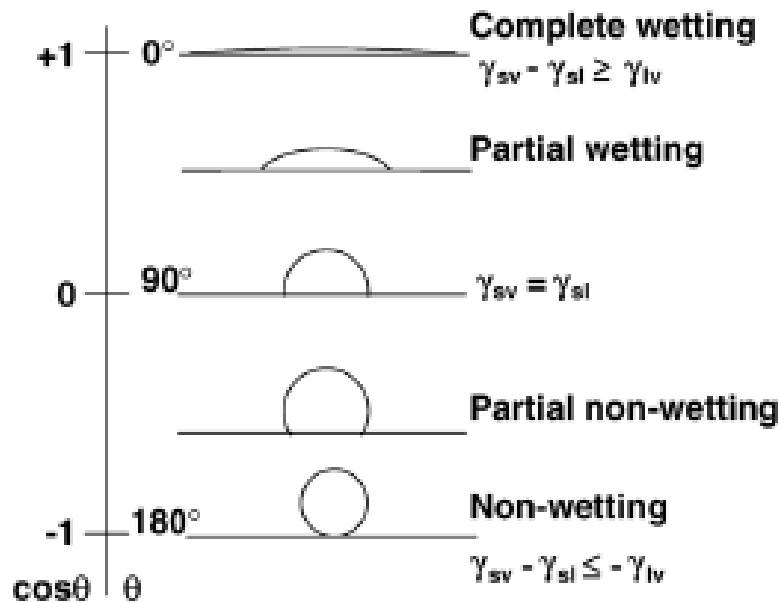 Complete wetting
+1 0°
γsv - γsl ≥ γlv
Partial wetting
90°
0 γsv = γsl
Partial non-wetting
Non-wetting
180°
-1
γsv - γsl ≤ - γlv
cosθ θ